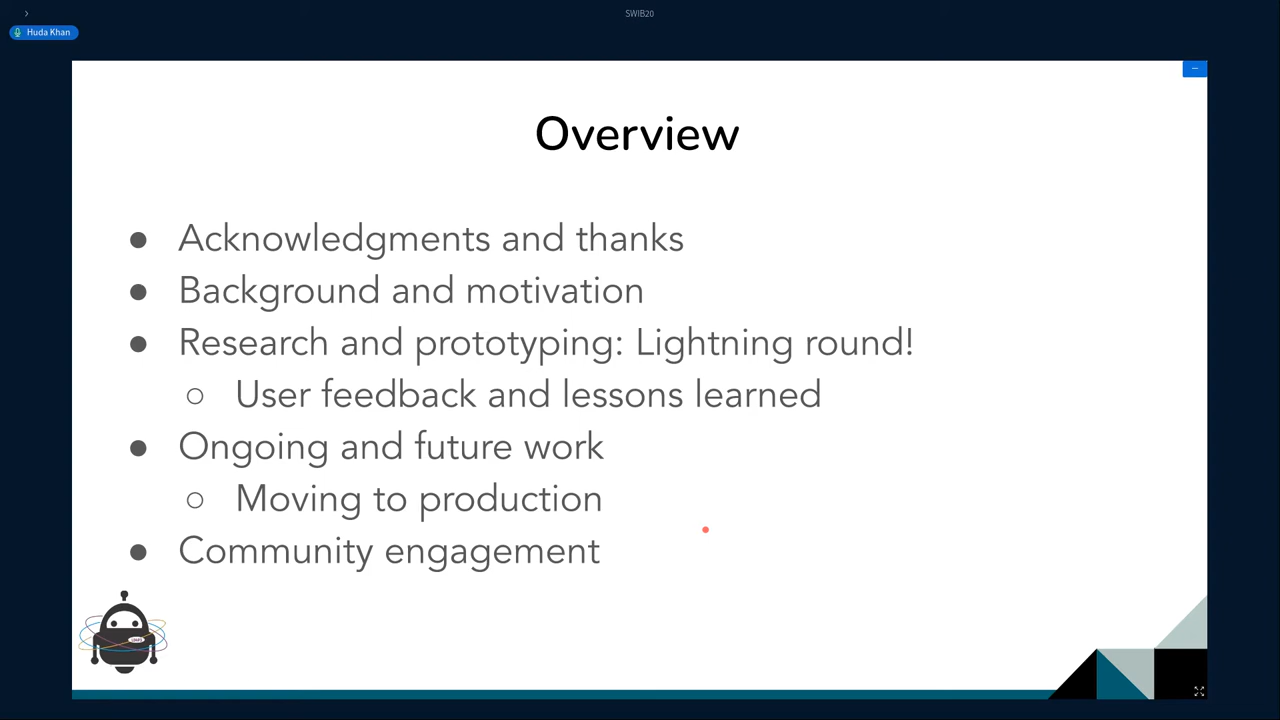 SWIB20
Huda Khan
Overview
● Acknowledgments and thanks
● Background and motivation
● Research and prototyping: Lightning round!
○ User feedback and lessons learned
● Ongoing and future work
○ Moving to production
● Community engagement